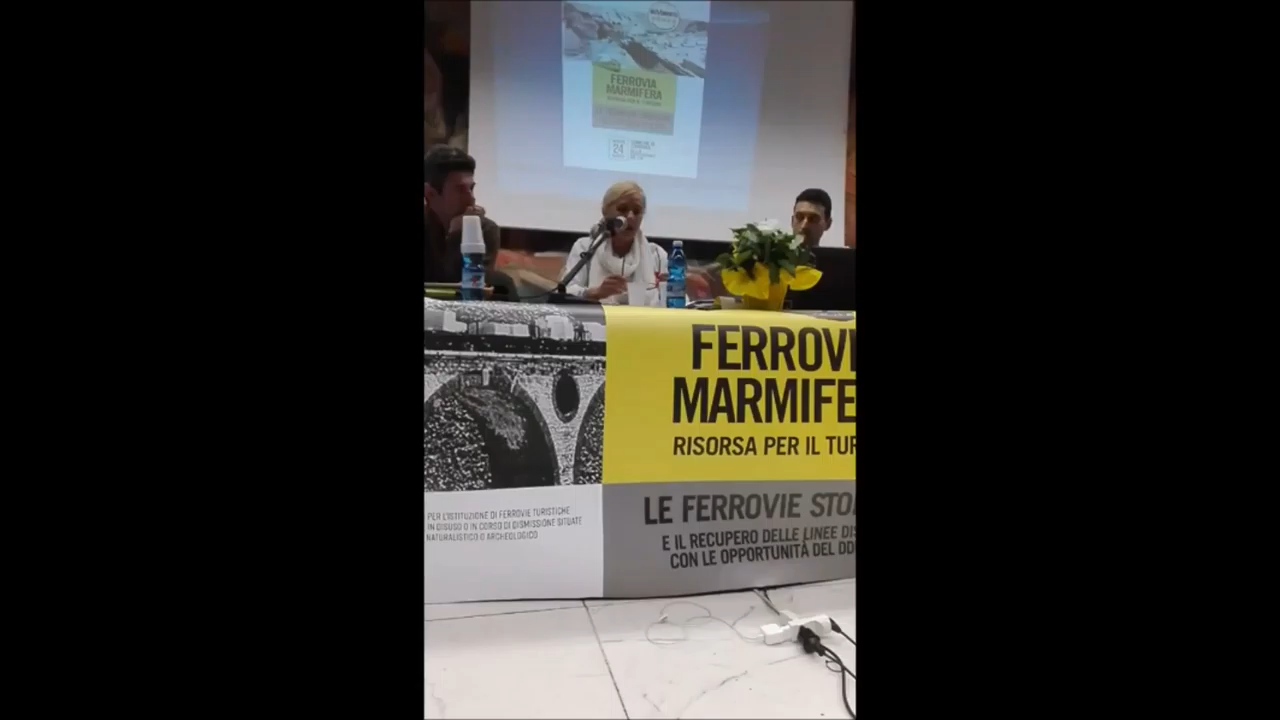 FERROVIA
MARMIFERA
24
FERROVI
MARMIFE
RISORSA PER IL TUR
LE FERROVIE STO
E IL RECUPERO DELLE LINEE DIS
CON LE OPPORTUNITÀ DEL DD
PER L'ISTITUZIONE DI FERROVIE TURISTICHE
IN DISUSO O IN CORSO DI DISMISSIONE SITUATE
NATURALISTICO O ARCHEOLOGICO